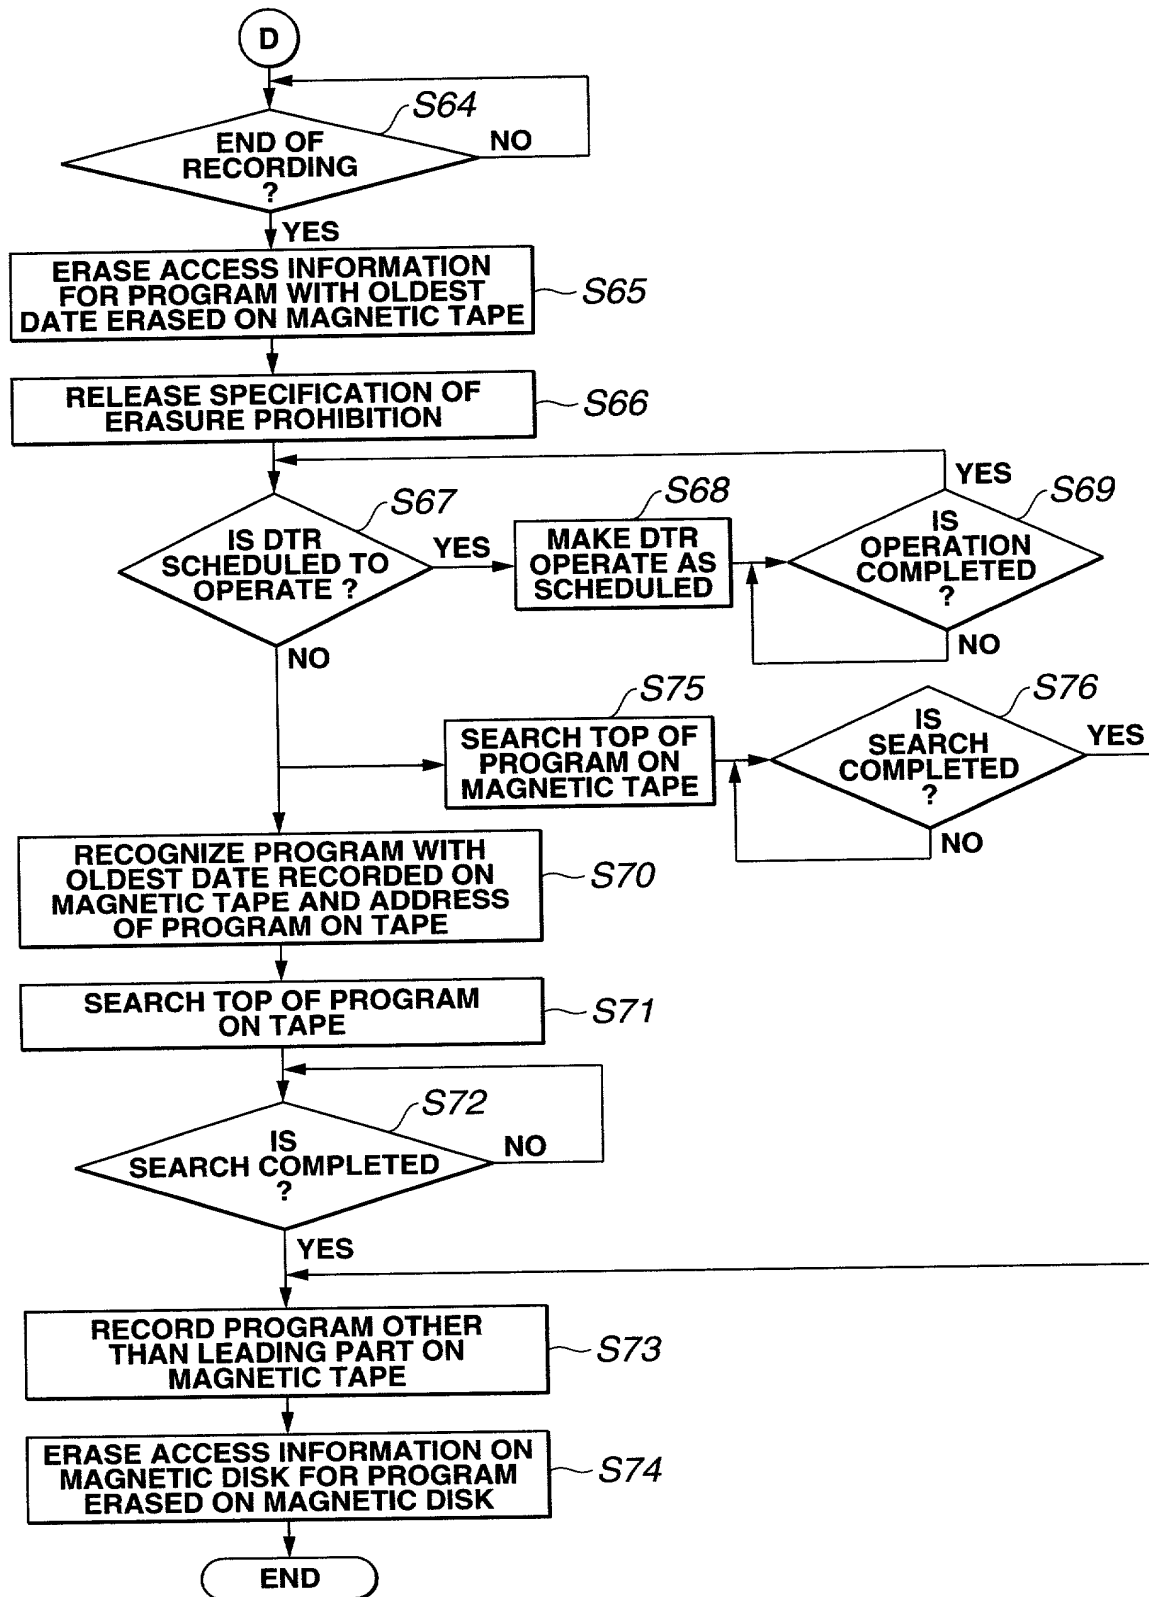 D
S64
END OF
RECORDING
?
NO
YES
ERASE ACCESS INFORMATION
FOR PROGRAM WITH OLDEST
DATE ERASED ON MAGNETIC TAPE
S65
RELEASE SPECIFICATION OF
ERASURE PROHIBITION
S66
S67
IS DTR
SCHEDULED TO
OPERATE ?
YES
NO
S68
MAKE DTR
OPERATE AS
SCHEDULED
YES
S69
IS
OPERATION
COMPLETED
?
NO
S75
SEARCH TOP OF
PROGRAM ON
MAGNETIC TAPE
S76
IS
SEARCH
COMPLETED
?
YES
NO
RECOGNIZE PROGRAM WITH
OLDEST DATE RECORDED ON
MAGNETIC TAPE AND ADDRESS
OF PROGRAM ON TAPE
S70
SEARCH TOP OF PROGRAM
ON TAPE
S71
S72
IS
SEARCH COMPLETED
?
NO
YES
RECORD PROGRAM OTHER
THAN LEADING PART ON
MAGNETIC TAPE
S73
ERASE ACCESS INFORMATION ON
MAGNETIC DISK FOR PROGRAM
ERASED ON MAGNETIC DISK
S74
END